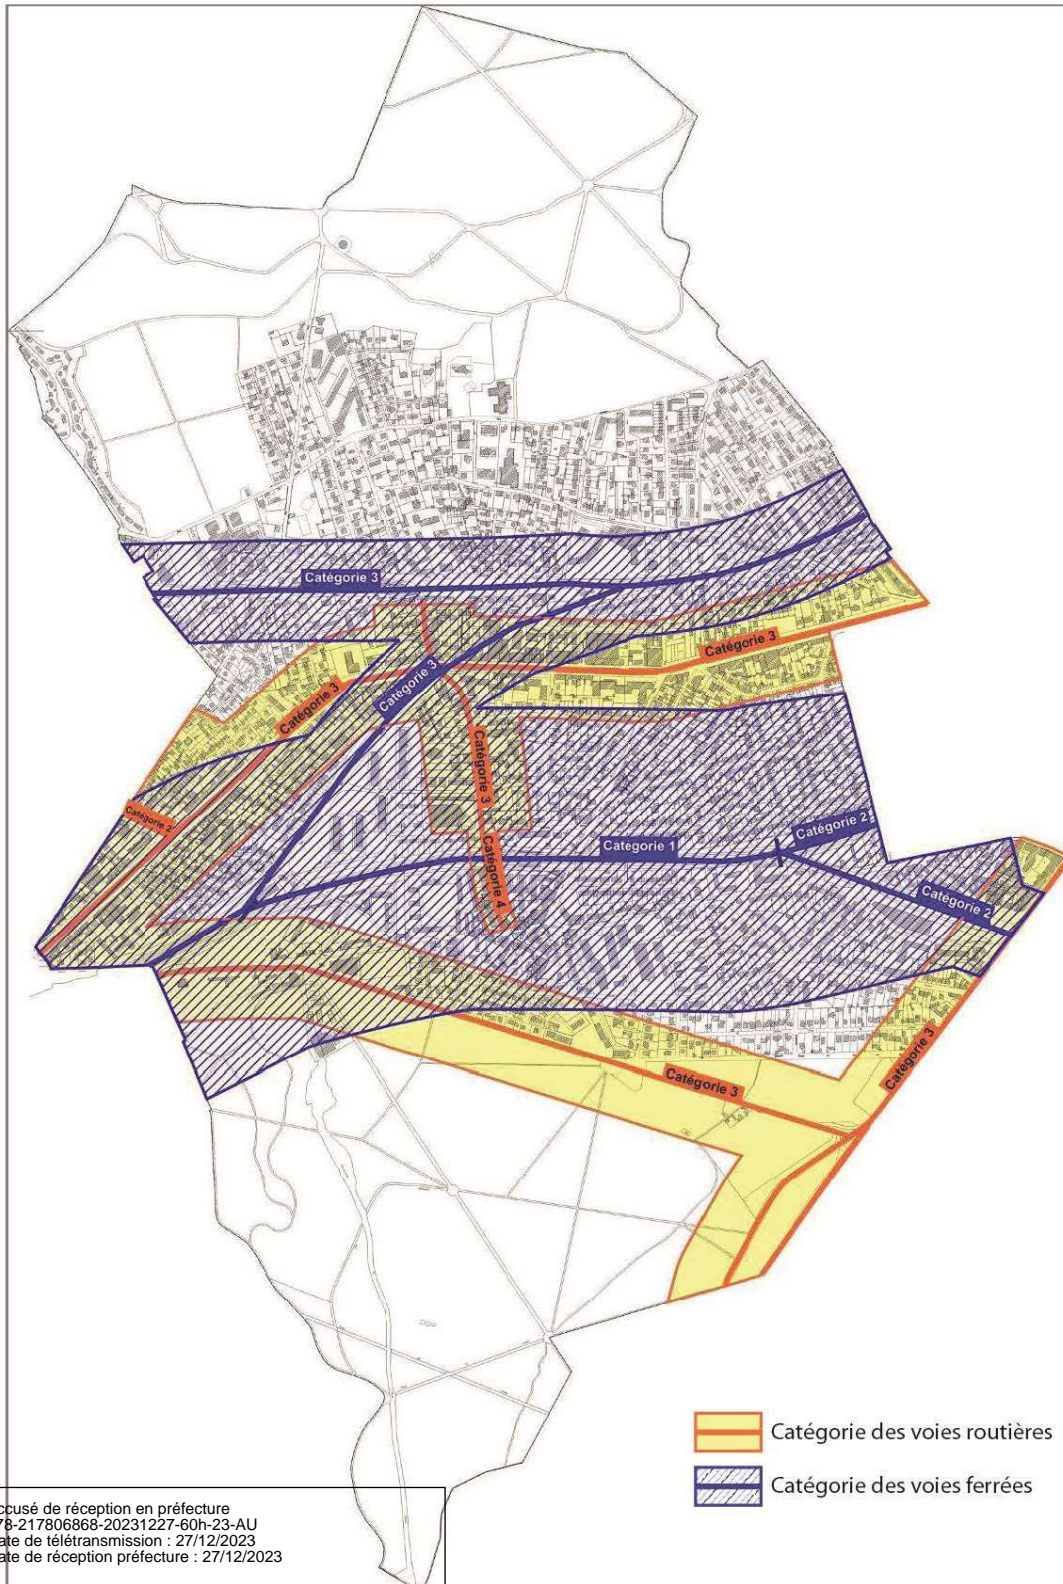 Catégorie 3
Catégorie 3
Catégorie 3
Catégorie 3
Catégorie 3
Catégorie 2
Catégorie 2
Catégorie 1
Catégorie 4
Catégorie 2
Catégorie 3
Catégorie 3
Catégorie des voies routières
Catégorie des voies ferrées
ccusé de réception en préfecture
78-217806868-20231227-60h-23-AU
ate de télétransmission : 27/12/2023
ate de réception préfecture : 27/12/2023